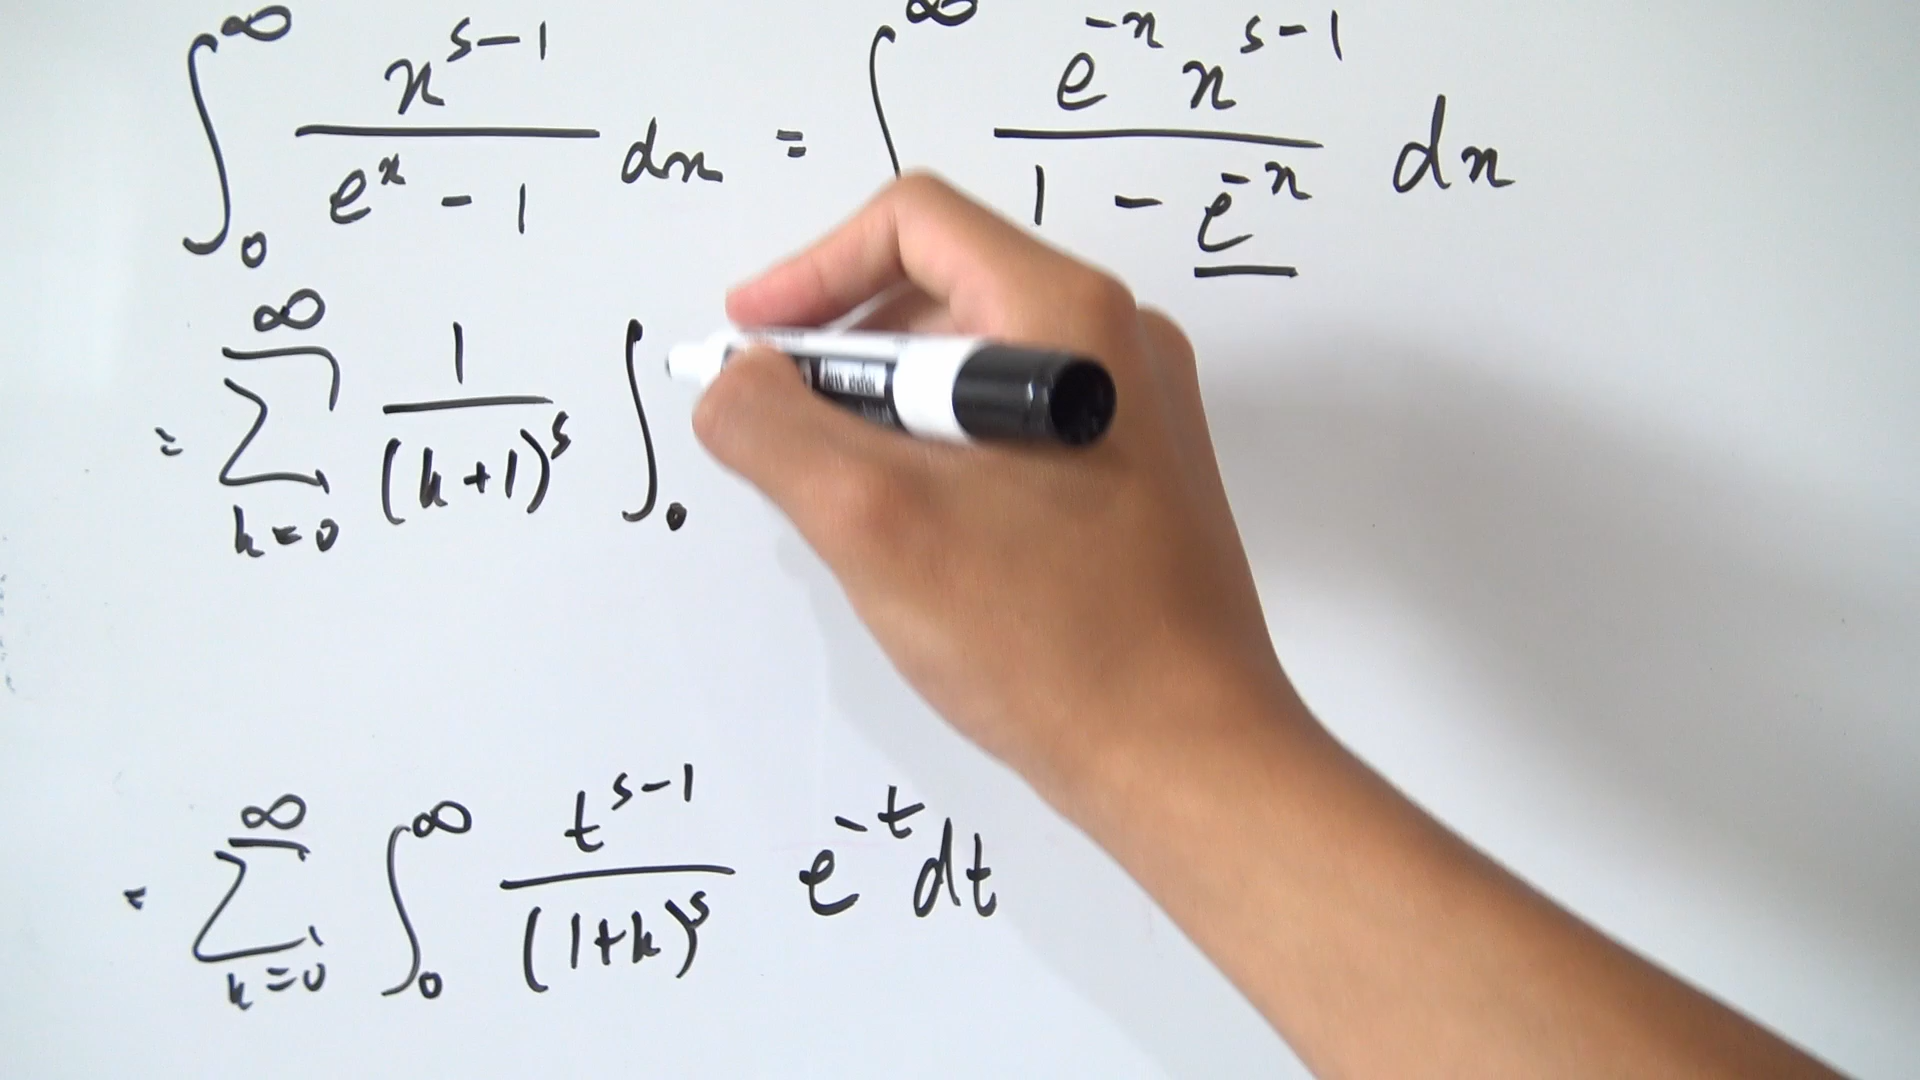 ∫₀^∞ x^(s-1) / (e^x - 1) dx = ∫^∞ e^(-x) x^(s-1) / (1 - e^(-x)) dx
= Σ_(k=0)^∞ 1 / (k+1)^s ∫₀
= Σ_(k=0)^∞ ∫₀^∞ t^(s-1) / (1+k)^s e^(-t) dt